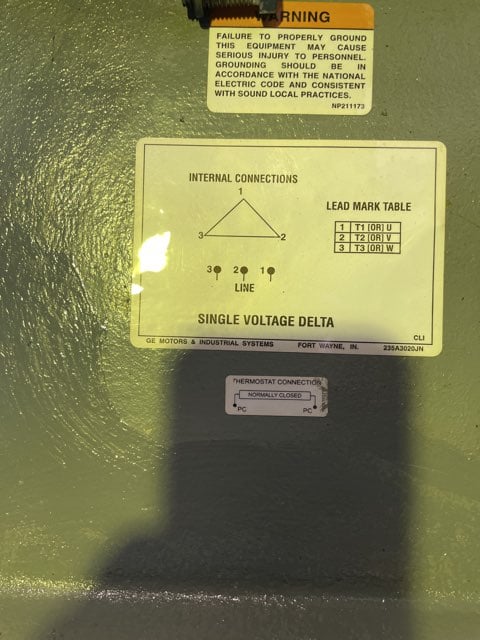 WARNING
FAILURE TO PROPERLY GROUND
THIS EQUIPMENT MAY CAUSE
SERIOUS INJURY TO PERSONNEL.
GROUNDING SHOULD BE IN
ACCORDANCE WITH THE NATIONAL
ELECTRIC CODE AND CONSISTENT
WITH SOUND LOCAL PRACTICES.
NP211173
INTERNAL CONNECTIONS
1
3 2
3 2 1
LINE
LEAD MARK TABLE
1 T1 [OR] U
2 T2 [OR] V
3 T3 [OR] W
SINGLE VOLTAGE DELTA
CLI
GE MOTORS & INDUSTRIAL SYSTEMS FORT WAYNE, IN. 235A3020JN
THERMOSTAT CONNECTION
NORMALLY CLOSED
PC PC